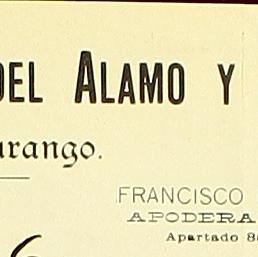 DEL ALAMO Y
urango.
FRANCISCO
APODERA
Apartado 8